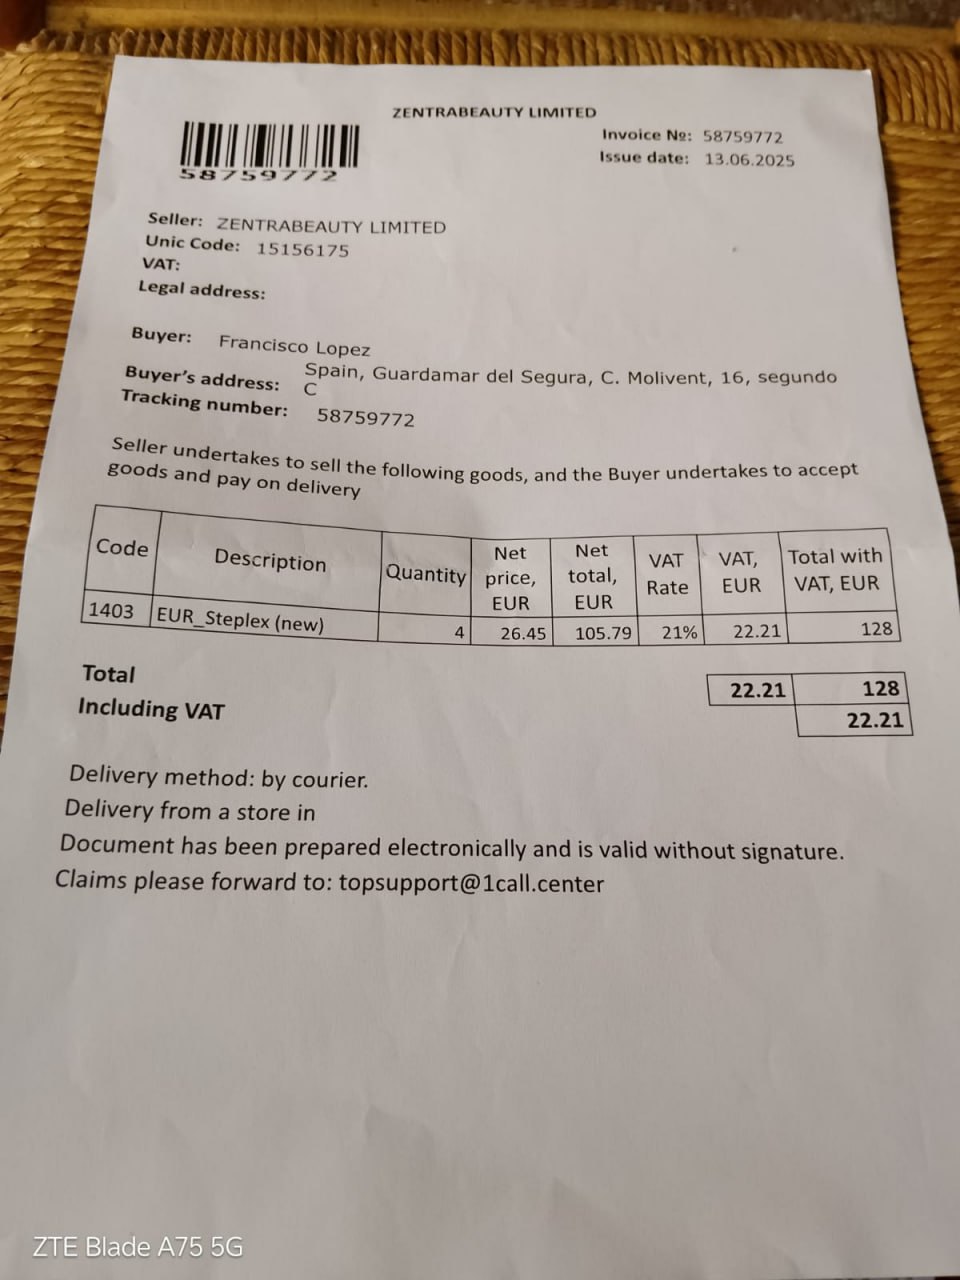 ZENTRABEAUTY LIMITED
Invoice №: 58759772
Issue date: 13.06.2025
58759772
Seller: ZENTRABEAUTY LIMITED
Unic Code: 15156175
VAT:
Legal address:
Buyer: Francisco Lopez
Buyer's address: Spain, Guardamar del Segura, C. Molivent, 16, segundo
C
Tracking number: 58759772
Seller undertakes to sell the following goods, and the Buyer undertakes to accept
goods and pay on delivery
Code Description Quantity Net price, EUR Net total, EUR VAT Rate VAT, EUR Total with VAT, EUR
1403 EUR_Steplex (new) 4 26.45 105.79 21% 22.21 128
Total 22.21 128
Including VAT 22.21
Delivery method: by courier.
Delivery from a store in
Document has been prepared electronically and is valid without signature.
Claims please forward to: topsupport@1call.center
ZTE Blade A75 5G